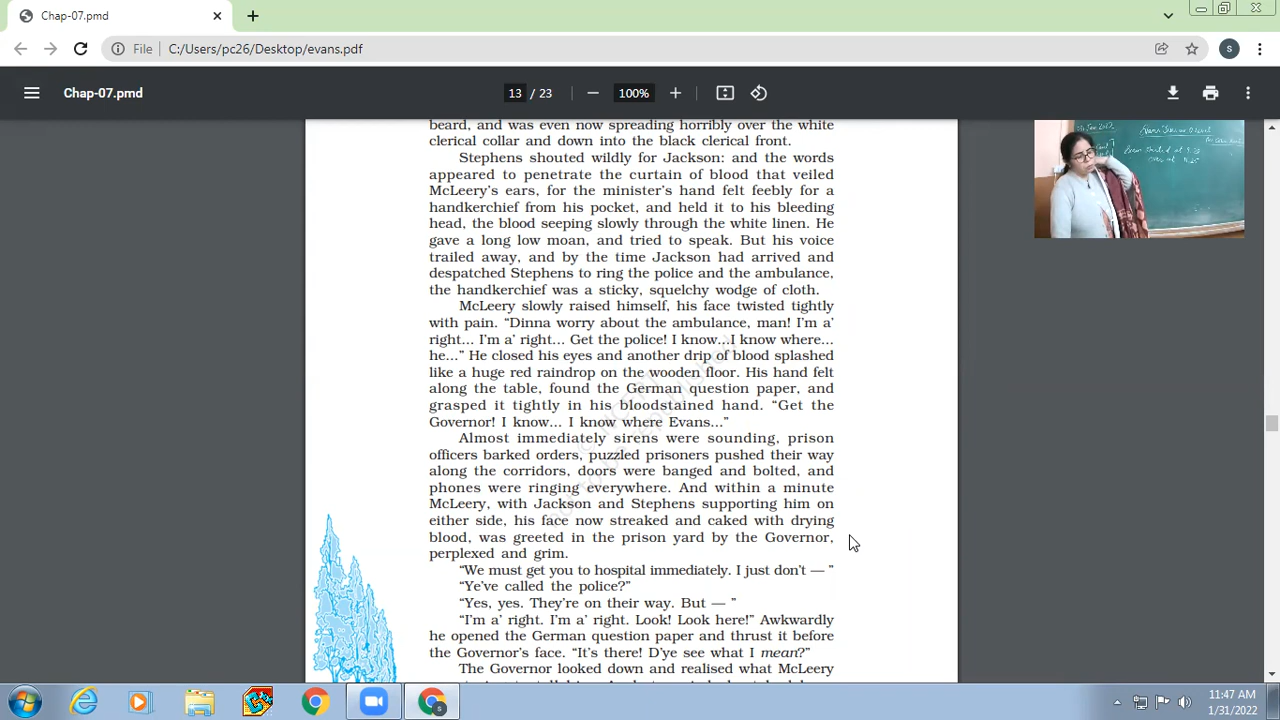 Chap-07.pmd
File
C:/Users/pc26/Desktop/evans.pdf
S
Chap-07.pmd
13 / 23
100%
beard, and was even now spreading horribly over the white
clerical collar and down into the black clerical front.
Stephens shouted wildly for Jackson: and the words
appeared to penetrate the curtain of blood that veiled
McLeery's ears, for the minister's hand felt feebly for a
handkerchief from his pocket, and held it to his bleeding
head, the blood seeping slowly through the white linen. He
gave a long low moan, and tried to speak. But his voice
trailed away, and by the time Jackson had arrived and
despatched Stephens to ring the police and the ambulance,
the handkerchief was a sticky, squelchy wodge of cloth.
McLeery slowly raised himself, his face twisted tightly
with pain. “Dinna worry about the ambulance, man! I'm a'
right... I'm a' right... Get the police! I know...I know where...
he...” He closed his eyes and another drip of blood splashed
like a huge red raindrop on the wooden floor. His hand felt
along the table, found the German question paper, and
grasped it tightly in his bloodstained hand. “Get the
Governor! I know... I know where Evans...”
Almost immediately sirens were sounding, prison
officers barked orders, puzzled prisoners pushed their way
along the corridors, doors were banged and bolted, and
phones were ringing everywhere. And within a minute
McLeery, with Jackson and Stephens supporting him on
either side, his face now streaked and caked with drying
blood, was greeted in the prison yard by the Governor,
perplexed and grim.
“We must get you to hospital immediately. I just don't — ”
“Ye've called the police?”
“Yes, yes. They're on their way. But — ”
“I'm a' right. I'm a' right. Look! Look here!” Awkwardly
he opened the German question paper and thrust it before
the Governor's face. “It's there! D'ye see what I mean?”
The Governor looked down and realised what McLeery
11:47 AM
1/31/2022